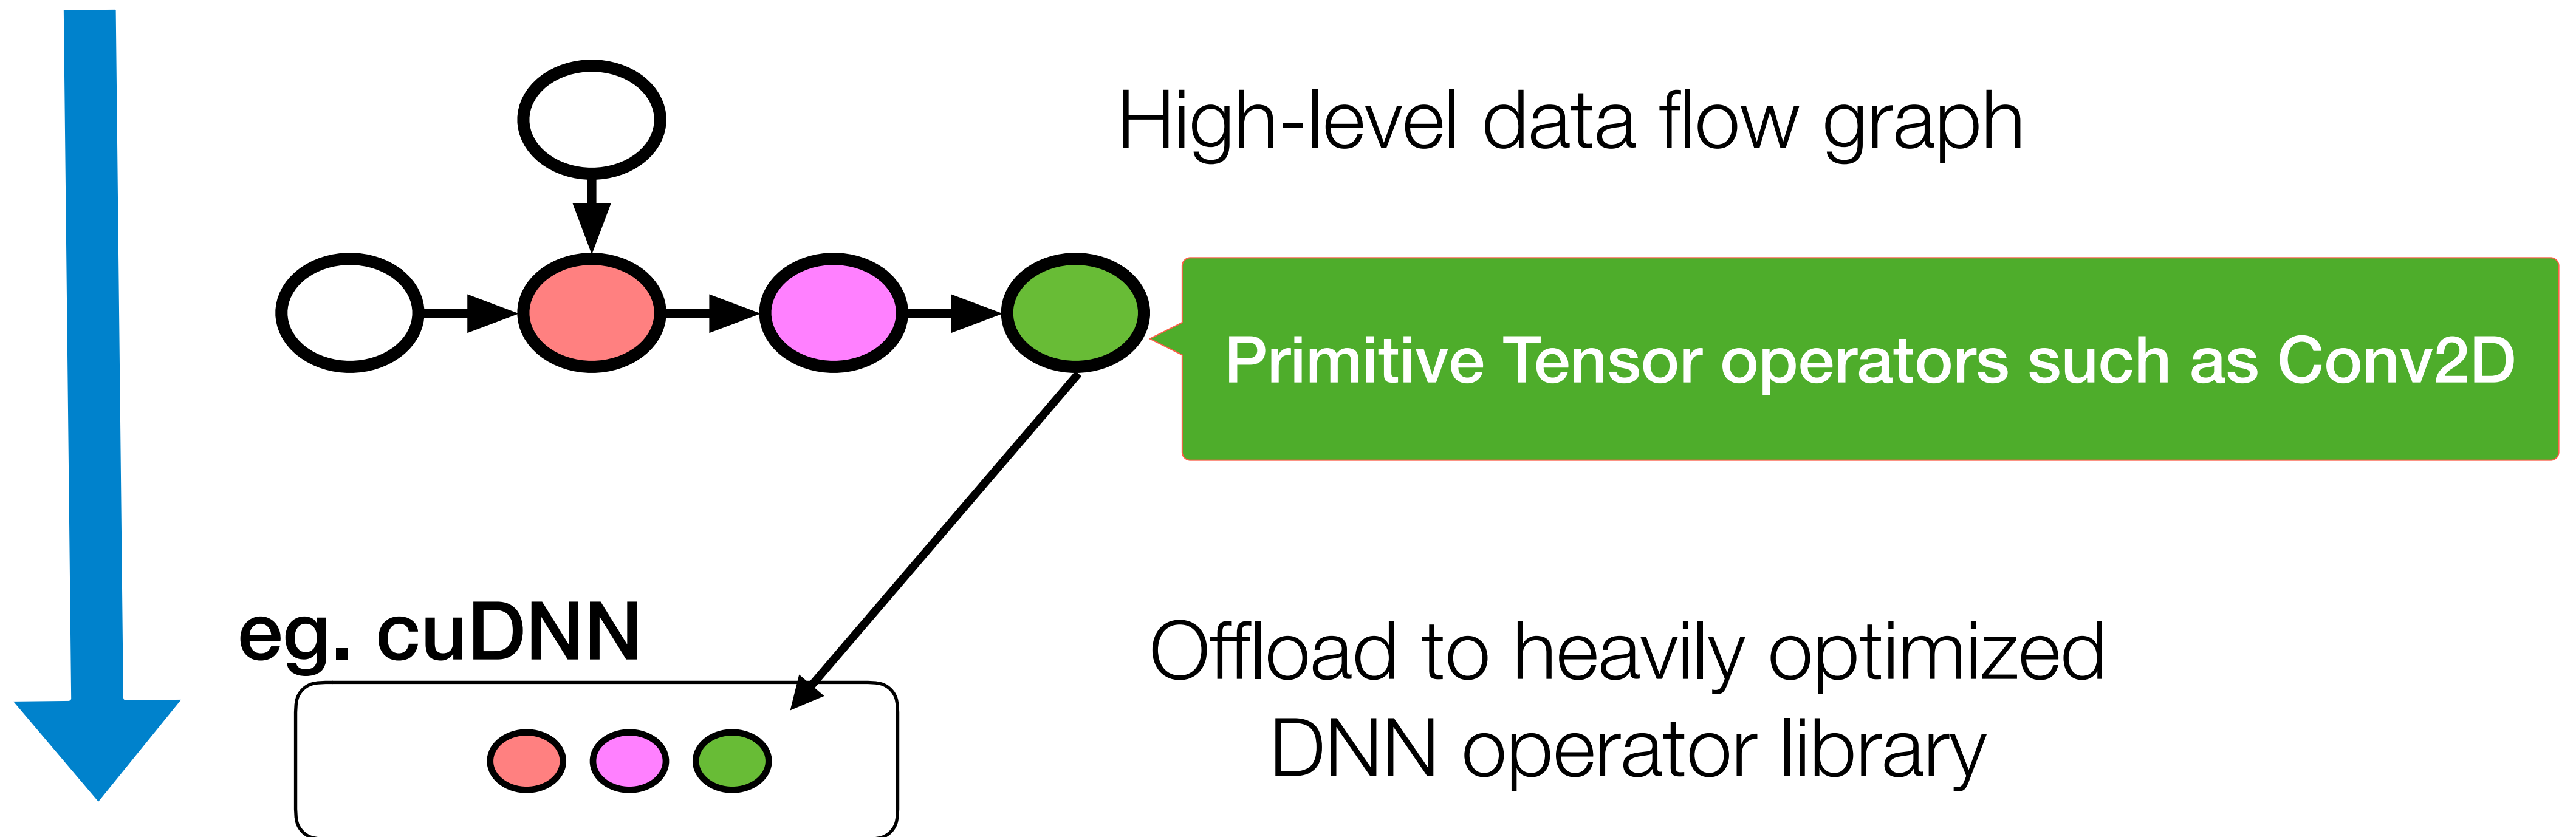 High-level data flow graph
Primitive Tensor operators such as Conv2D
eg. cuDNN
Offload to heavily optimized
DNN operator library